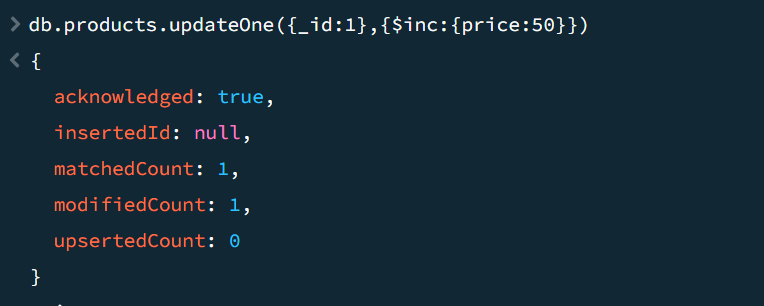 > db.products.updateOne({_id:1},{$inc:{price:50}})
< {
acknowledged: true,
insertedId: null,
matchedCount: 1,
modifiedCount: 1,
upsertedCount: 0
}